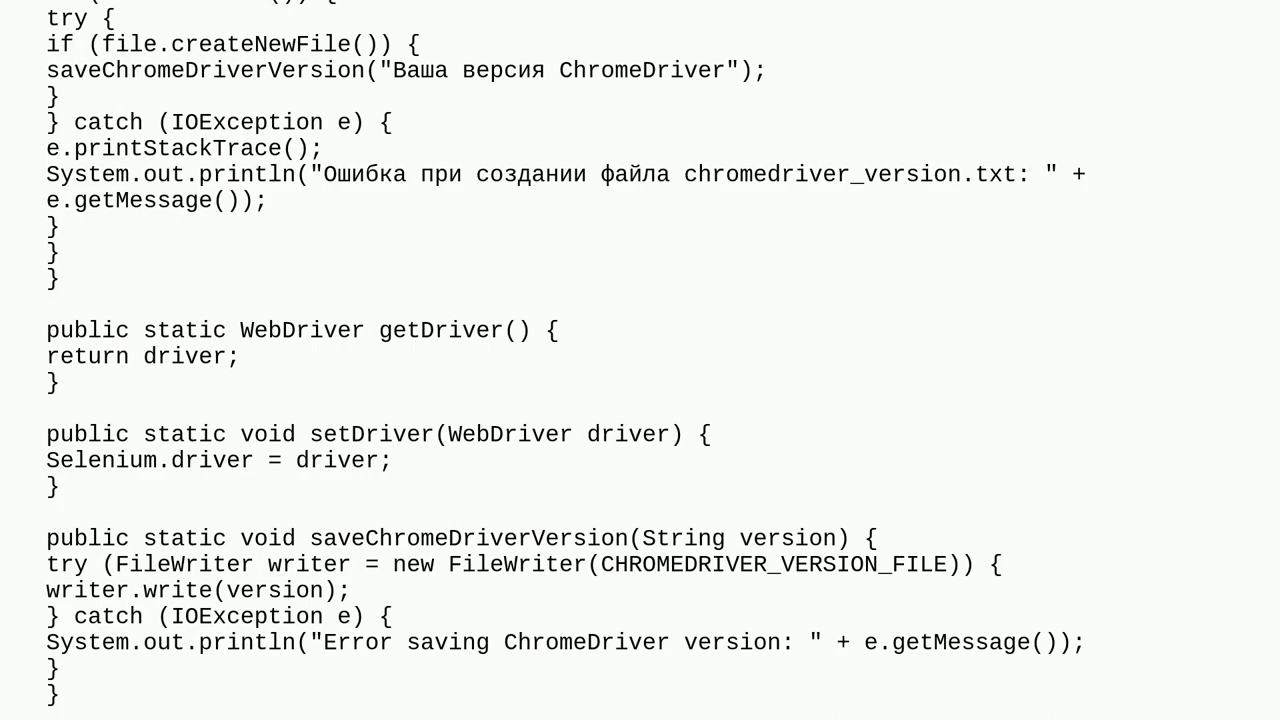 try {
if (file.createNewFile()) {
saveChromeDriverVersion("Ваша версия ChromeDriver");
}
} catch (IOException e) {
e.printStackTrace();
System.out.println("Ошибка при создании файла chromedriver_version.txt: " +
e.getMessage());
}
}
}

public static WebDriver getDriver() {
return driver;
}

public static void setDriver(WebDriver driver) {
Selenium.driver = driver;
}

public static void saveChromeDriverVersion(String version) {
try (FileWriter writer = new FileWriter(CHROMEDRIVER_VERSION_FILE)) {
writer.write(version);
} catch (IOException e) {
System.out.println("Error saving ChromeDriver version: " + e.getMessage());
}
}